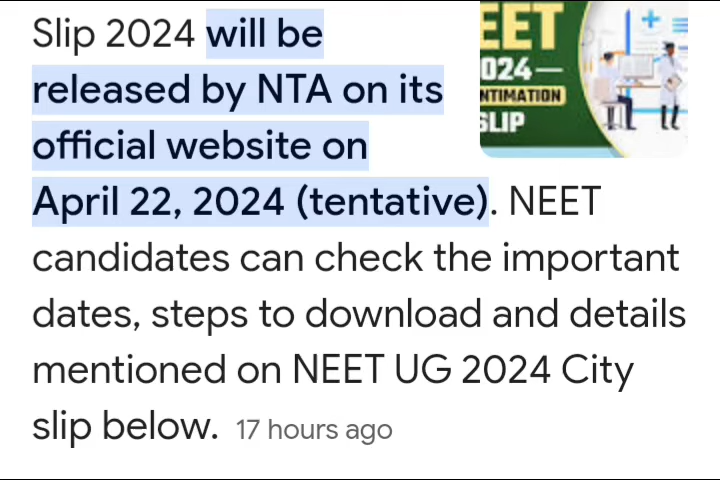 Slip 2024 will be
released by NTA on its
official website on
April 22, 2024 (tentative). NEET
candidates can check the important
dates, steps to download and details
mentioned on NEET UG 2024 City
slip below. 17 hours ago
EET
024—
NTIMATION
SLIP